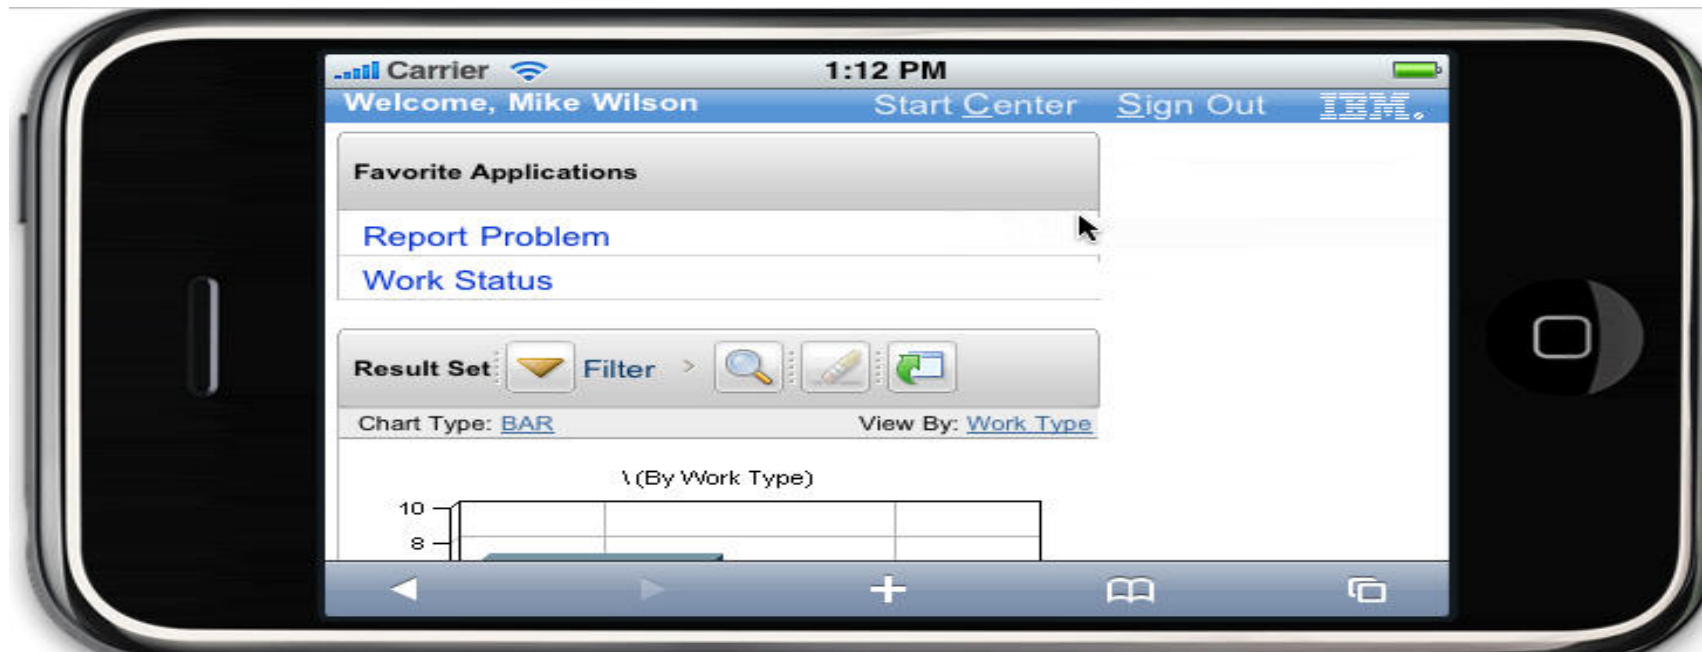 Carrier 1:12 PM
Welcome, Mike Wilson Start Center Sign Out IBM.
Favorite Applications
Report Problem
Work Status
Result Set Filter >
Chart Type: BAR View By: Work Type
\ (By Work Type)
10
8